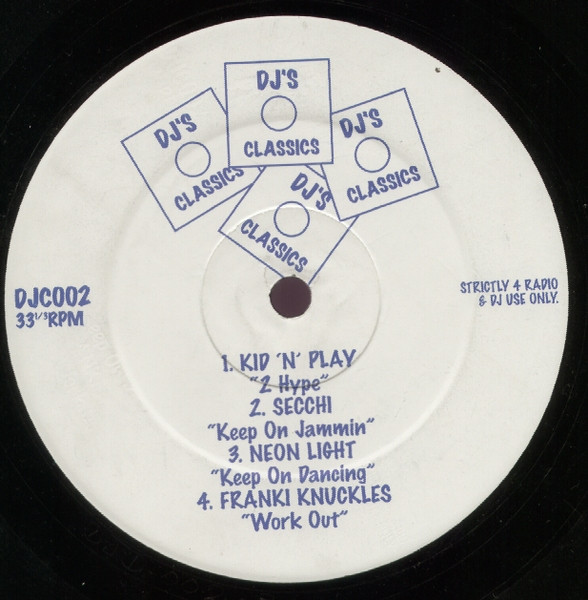 DJ'S
CLASSICS
DJ'S
CLASSICS
DJ'S
CLASSICS
DJ'S
CLASSICS
DJC002
33 1/3 RPM
STRICTLY 4 RADIO
& DJ USE ONLY.
1. KID 'N' PLAY
"2 Hype"
2. SECCHI
"Keep On Jammin"
3. NEON LIGHT
"Keep On Dancing"
4. FRANKI KNUCKLES
"Work Out"